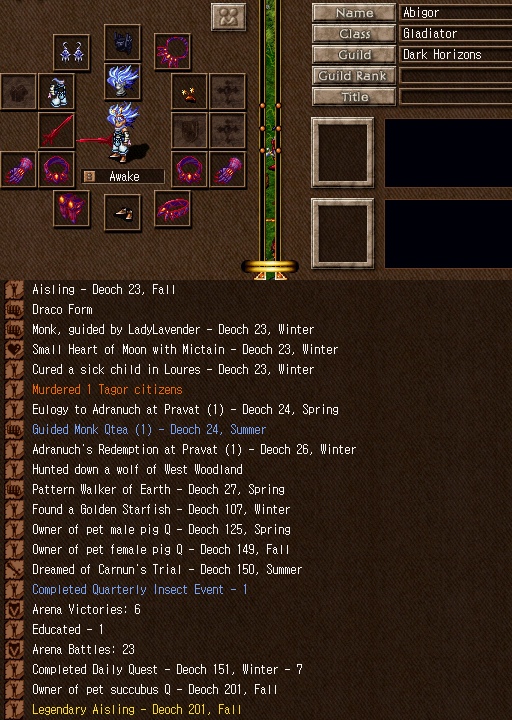 Name
Abigor
Class
Gladiator
Guild
Dark Horizons
Guild Rank
Title
Awake
Aisling - Deoch 23, Fall
Draco Form
Monk, guided by LadyLavender - Deoch 23, Winter
Small Heart of Moon with Mictain - Deoch 23, Winter
Cured a sick child in Loures - Deoch 23, Winter
Murdered 1 Tagor citizens
Eulogy to Adranuch at Pravat (1) - Deoch 24, Spring
Guided Monk Qtea (1) - Deoch 24, Summer
Adranuch's Redemption at Pravat (1) - Deoch 26, Winter
Hunted down a wolf of West Woodland
Pattern Walker of Earth - Deoch 27, Spring
Found a Golden Starfish - Deoch 107, Winter
Owner of pet male pig Q - Deoch 125, Spring
Owner of pet female pig Q - Deoch 149, Fall
Dreamed of Carnun's Trial - Deoch 150, Summer
Completed Quarterly Insect Event - 1
Arena Victories: 6
Educated - 1
Arena Battles: 23
Completed Daily Quest - Deoch 151, Winter - 7
Owner of pet succubus Q - Deoch 201, Fall
Legendary Aisling - Deoch 201, Fall